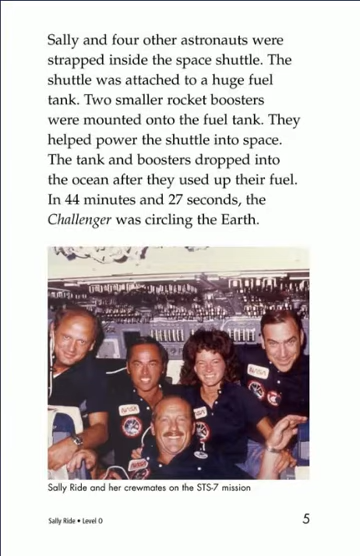 Sally and four other astronauts were
strapped inside the space shuttle. The
shuttle was attached to a huge fuel
tank. Two smaller rocket boosters
were mounted onto the fuel tank. They
helped power the shuttle into space.
The tank and boosters dropped into
the ocean after they used up their fuel.
In 44 minutes and 27 seconds, the
Challenger was circling the Earth.
Sally Ride and her crewmates on the STS-7 mission
Sally Ride • Level O
5